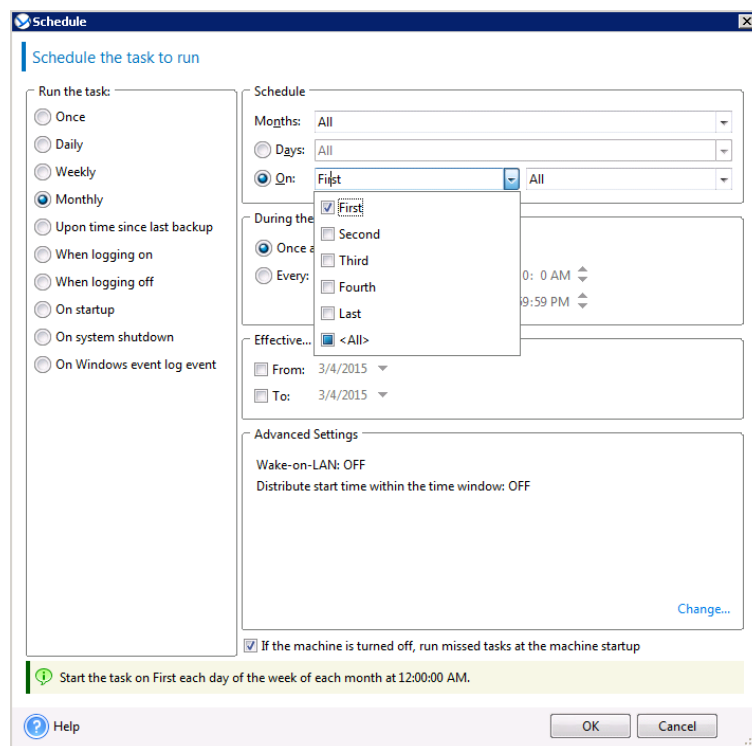 Schedule
Schedule the task to run
Run the task:
Once
Daily
Weekly
Monthly
Upon time since last backup
When logging on
When logging off
On startup
On system shutdown
On Windows event log event
Schedule
Months: All
Days: All
On: First All
First
Second
Third
Fourth
Last
<All>
During the
Once a
Every: 0: 0 AM
59:59 PM
Effective...
From: 3/4/2015
To: 3/4/2015
Advanced Settings
Wake-on-LAN: OFF
Distribute start time within the time window: OFF
Change...
If the machine is turned off, run missed tasks at the machine startup
Start the task on First each day of the week of each month at 12:00:00 AM.
Help OK Cancel